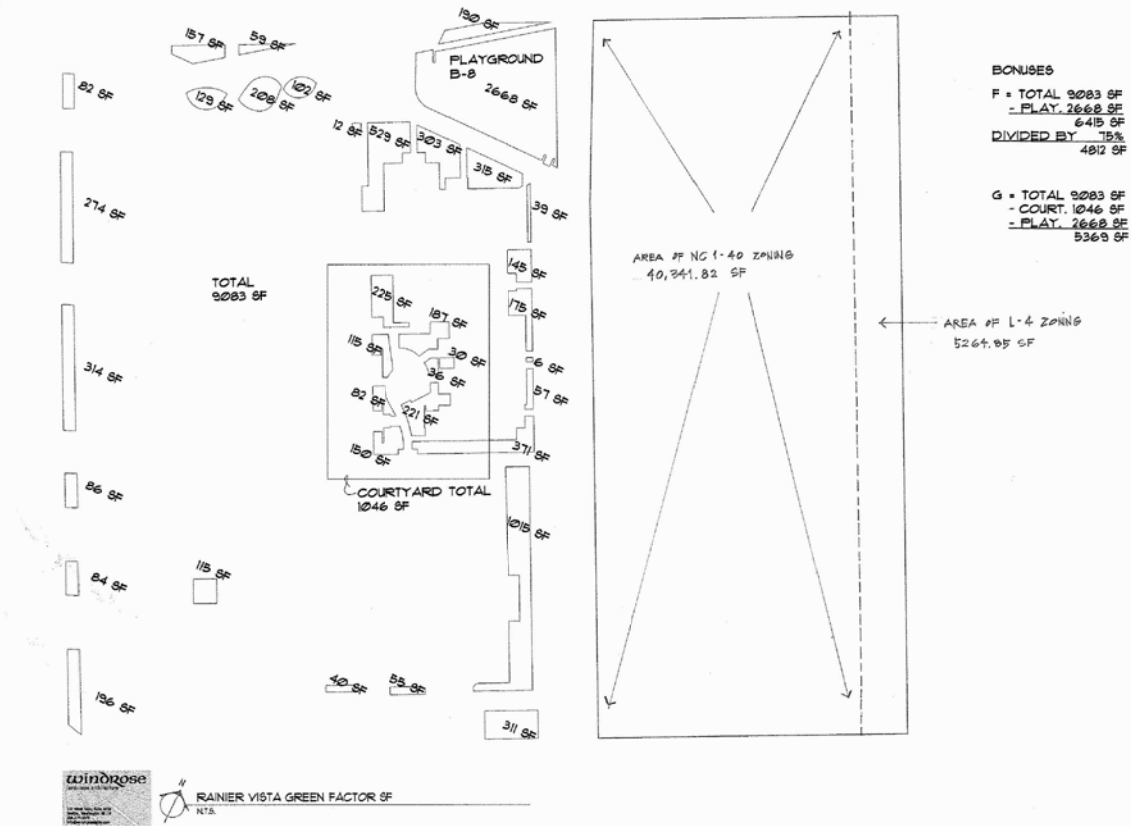 190 SF
157 SF
59 SF
PLAYGROUND
B-8
2668 SF
82 SF
129 SF
208 SF
102 SF
12 SF
529 SF
303 SF
315 SF
274 SF
39 SF
TOTAL
9083 SF
145 SF
225 SF
175 SF
187 SF
115 SF
30 SF
6 SF
36 SF
314 SF
82 SF
57 SF
221 SF
150 SF
371 SF
COURTYARD TOTAL
1046 SF
86 SF
1015 SF
84 SF
115 SF
196 SF
40 SF
55 SF
311 SF
AREA OF NC 1-40 ZONING
40,341.82 SF
AREA OF L-4 ZONING
5264.85 SF
BONUSES
F = TOTAL 9083 SF
- PLAY. 2668 SF
6415 SF
DIVIDED BY 75%
4812 SF
G = TOTAL 9083 SF
- COURT. 1046 SF
- PLAY. 2668 SF
5369 SF
windrose
N
RAINIER VISTA GREEN FACTOR SF
N.T.S.